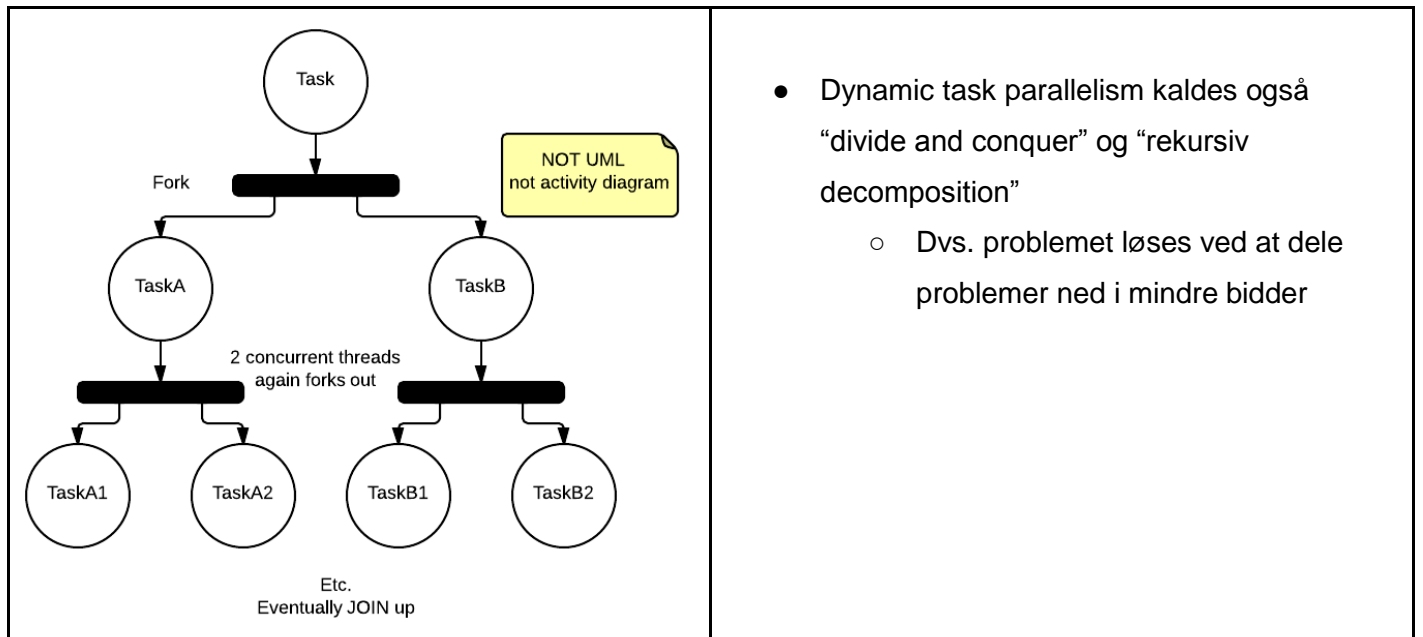 Task
NOT UML
not activity diagram
Fork
TaskA
TaskB
2 concurrent threads
again forks out
TaskA1
TaskA2
TaskB1
TaskB2
Etc.
Eventually JOIN up
● Dynamic task parallelism kaldes også
“divide and conquer” og “rekursiv
decomposition”
○ Dvs. problemet løses ved at dele
problemer ned i mindre bidder